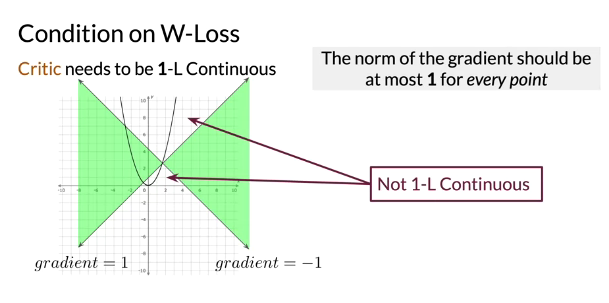 Condition on W-Loss
Critic needs to be 1-L Continuous
The norm of the gradient should be
at most 1 for every point
Not 1-L Continuous
gradient = 1
gradient = −1